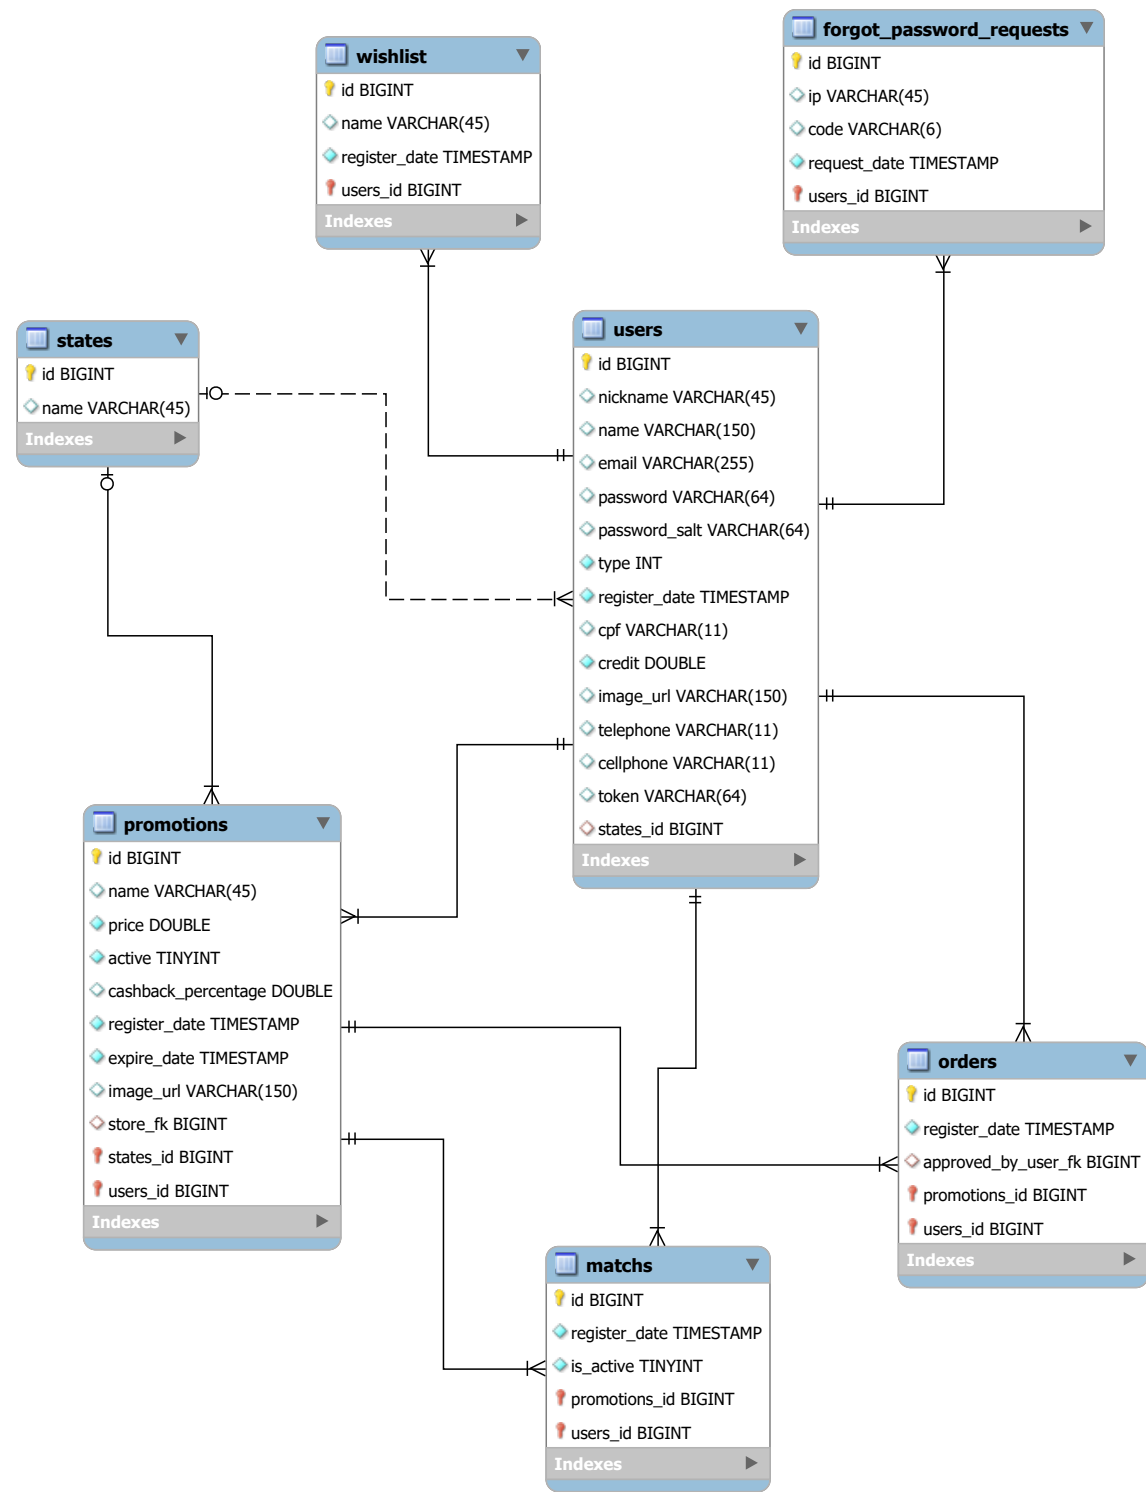 wishlist
id BIGINT
name VARCHAR(45)
register_date TIMESTAMP
users_id BIGINT
Indexes
forgot_password_requests
id BIGINT
ip VARCHAR(45)
code VARCHAR(6)
request_date TIMESTAMP
users_id BIGINT
Indexes
states
id BIGINT
name VARCHAR(45)
Indexes
users
id BIGINT
nickname VARCHAR(45)
name VARCHAR(150)
email VARCHAR(255)
password VARCHAR(64)
password_salt VARCHAR(64)
type INT
register_date TIMESTAMP
cpf VARCHAR(11)
credit DOUBLE
image_url VARCHAR(150)
telephone VARCHAR(11)
cellphone VARCHAR(11)
token VARCHAR(64)
states_id BIGINT
Indexes
promotions
id BIGINT
name VARCHAR(45)
price DOUBLE
active TINYINT
cashback_percentage DOUBLE
register_date TIMESTAMP
expire_date TIMESTAMP
image_url VARCHAR(150)
store_fk BIGINT
states_id BIGINT
users_id BIGINT
Indexes
orders
id BIGINT
register_date TIMESTAMP
approved_by_user_fk BIGINT
promotions_id BIGINT
users_id BIGINT
Indexes
matchs
id BIGINT
register_date TIMESTAMP
is_active TINYINT
promotions_id BIGINT
users_id BIGINT
Indexes